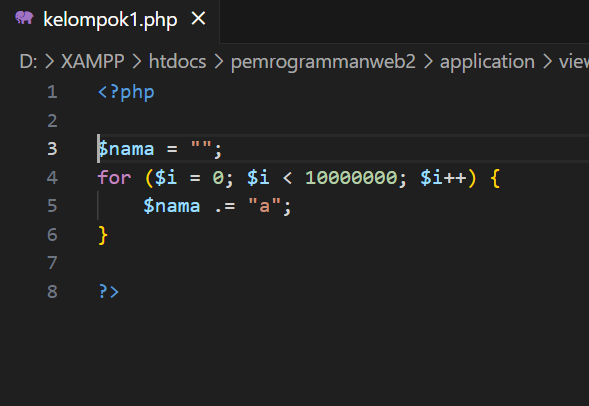 kelompok1.php ×
D: > XAMPP > htdocs > pemrogrammanweb2 > application >
1 <?php
2
3 $nama = "";
4 for ($i = 0; $i < 10000000; $i++) {
5 $nama .= "a";
6 }
7
8 ?>